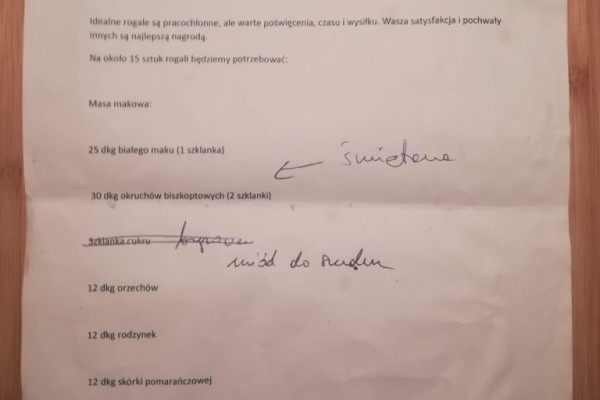 Idealne rogale są pracochłonne, ale warte poświęcenia, czasu i wysiłku. Wasza satysfakcja i pochwały
innych są najlepszą nagrodą.
Na około 15 sztuk rogali będziemy potrzebować:
Masa makowa:
25 dkg białego maku (1 szklanka)
śmietana
30 dkg okruchów biszkoptowych (2 szklanki)
Szklanka cukru
miód do smaku
12 dkg orzechów
12 dkg rodzynek
12 dkg skórki pomarańczowej